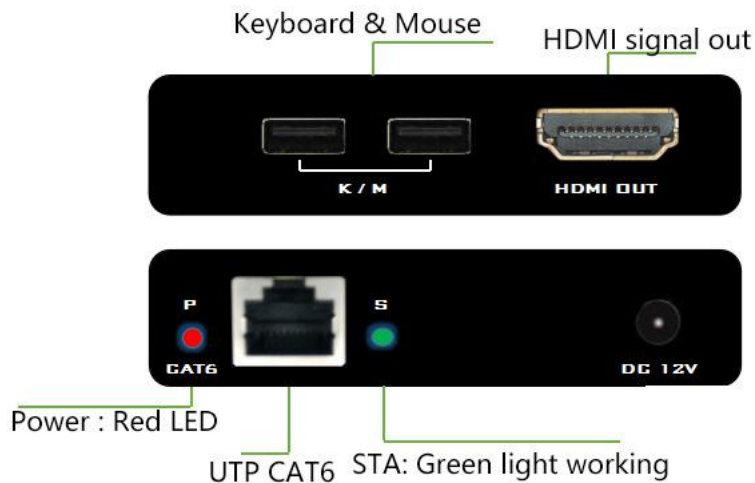 Keyboard & Mouse
HDMI signal out
K / M
HDMI OUT
P
S
CAT6
DC 12V
Power : Red LED
UTP CAT6
STA: Green light working